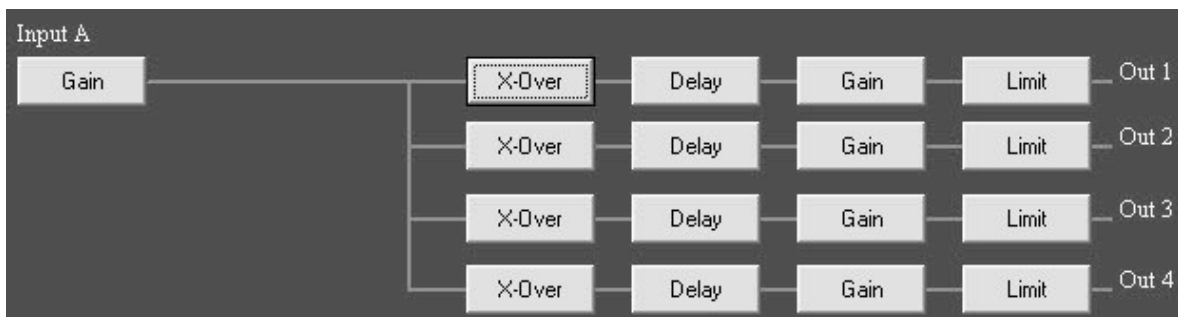 Input A
Gain X-Over Delay Gain Limit Out 1
X-Over Delay Gain Limit Out 2
X-Over Delay Gain Limit Out 3
X-Over Delay Gain Limit Out 4